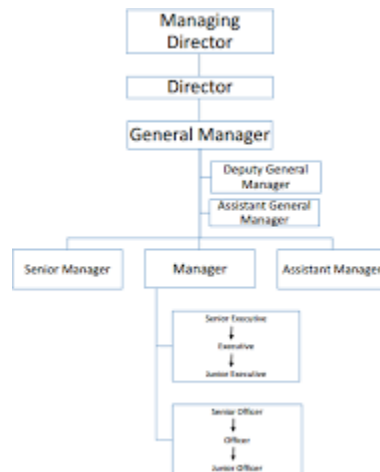 Managing
Director
Director
General Manager
Deputy General
Manager
Assistant General
Manager
Senior Manager
Manager
Assistant Manager
Senior Executive
Executive
Junior Executive
Senior Officer
Officer
Junior Officer